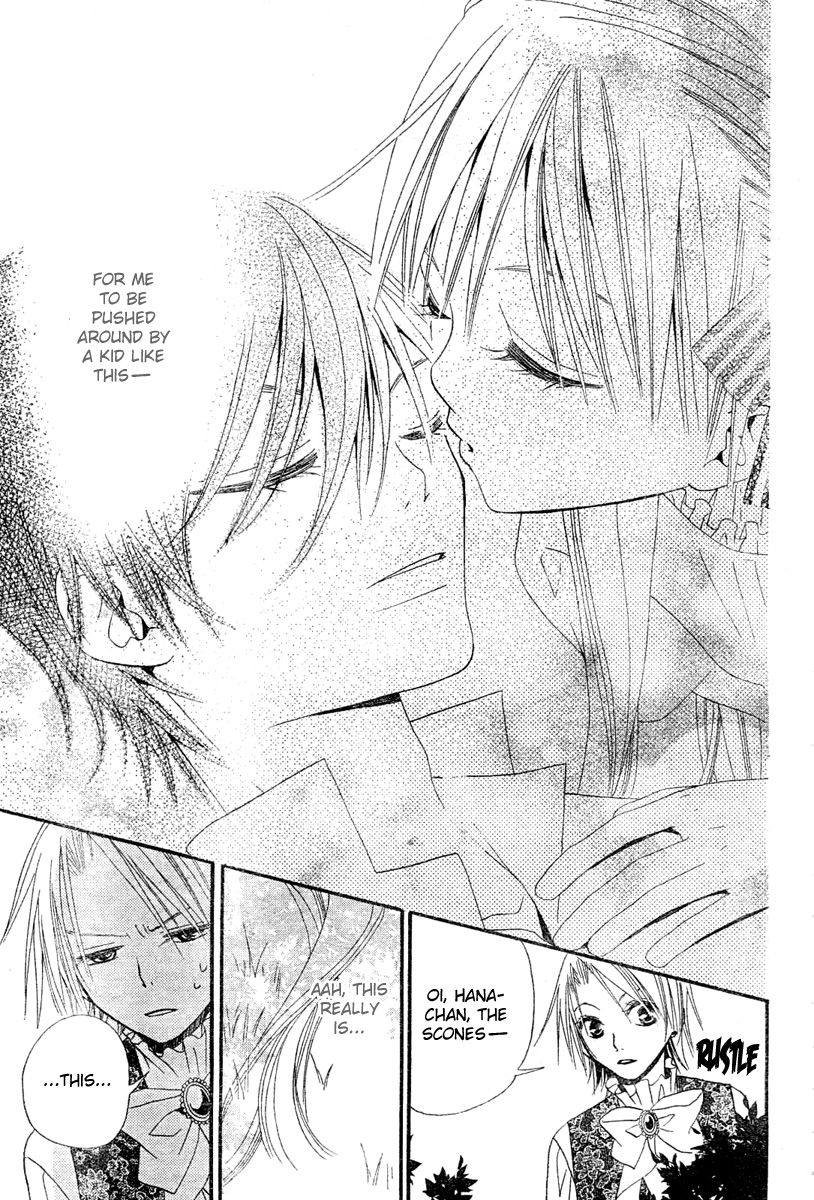 FOR ME
TO BE
PUSHED
AROUND BY
A KID LIKE
THIS—
OI, HANA-
CHAN, THE
SCONES—
RUSTLE
AAH, THIS
REALLY
IS...
...THIS...